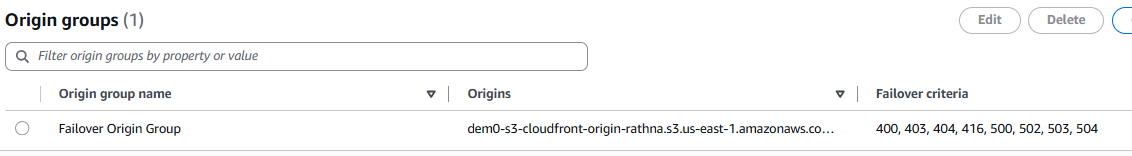 Origin groups (1)
Edit
Delete
Filter origin groups by property or value
Origin group name
Origins
Failover criteria
Failover Origin Group
dem0-s3-cloudfront-origin-rathna.s3.us-east-1.amazonaws.co...
400, 403, 404, 416, 500, 502, 503, 504